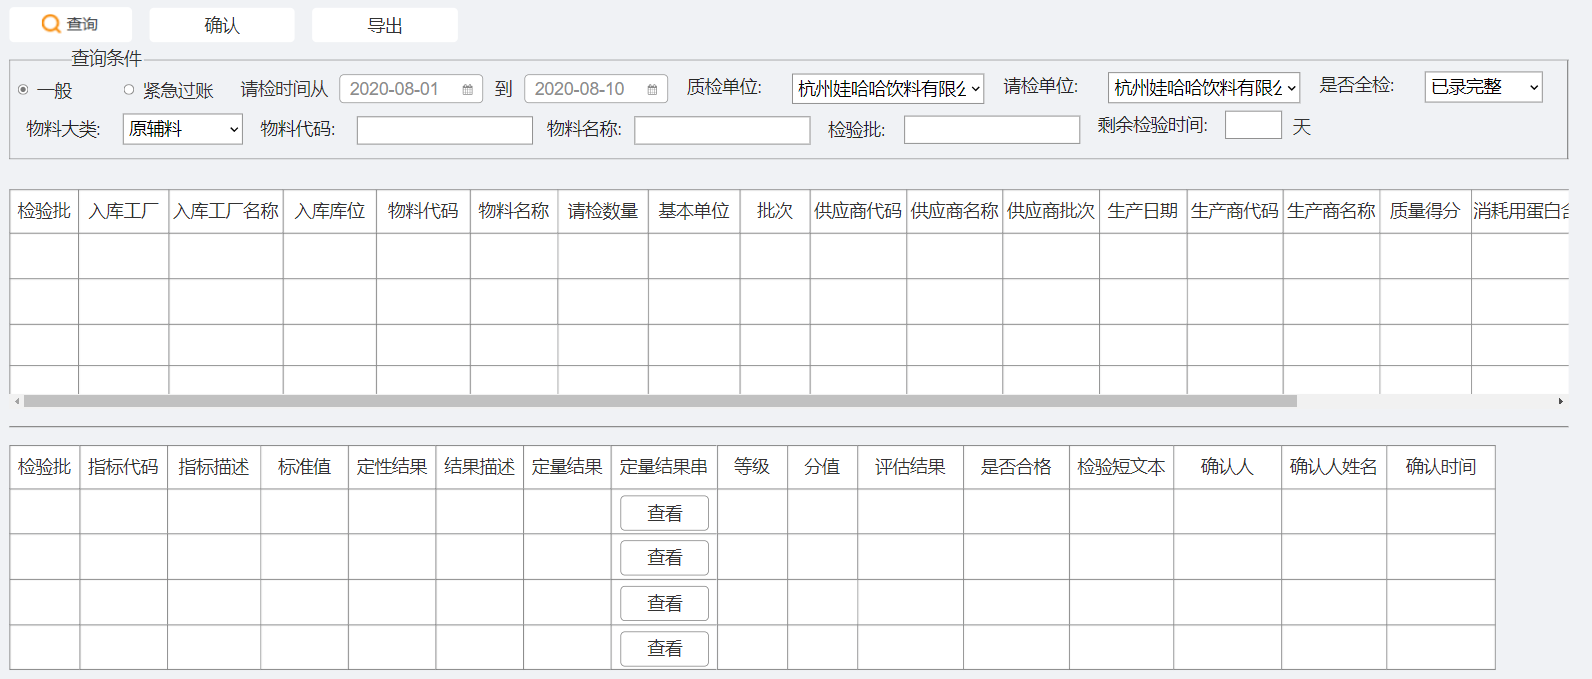 查询 确认 导出
查询条件
一般 紧急过账 请检时间从 2020-08-01 到 2020-08-10 质检单位: 杭州娃哈哈饮料有限公 请检单位: 杭州娃哈哈饮料有限公 是否全检: 已录完整
物料大类: 原辅料 物料代码: 物料名称: 检验批: 剩余检验时间: 天
检验批 入库工厂 入库工厂名称 入库库位 物料代码 物料名称 请检数量 基本单位 批次 供应商代码 供应商名称 供应商批次 生产日期 生产商代码 生产商名称 质量得分 消耗用蛋白含
检验批 指标代码 指标描述 标准值 定性结果 结果描述 定量结果 定量结果串 等级 分值 评估结果 是否合格 检验短文本 确认人 确认人姓名 确认时间
查看
查看
查看
查看